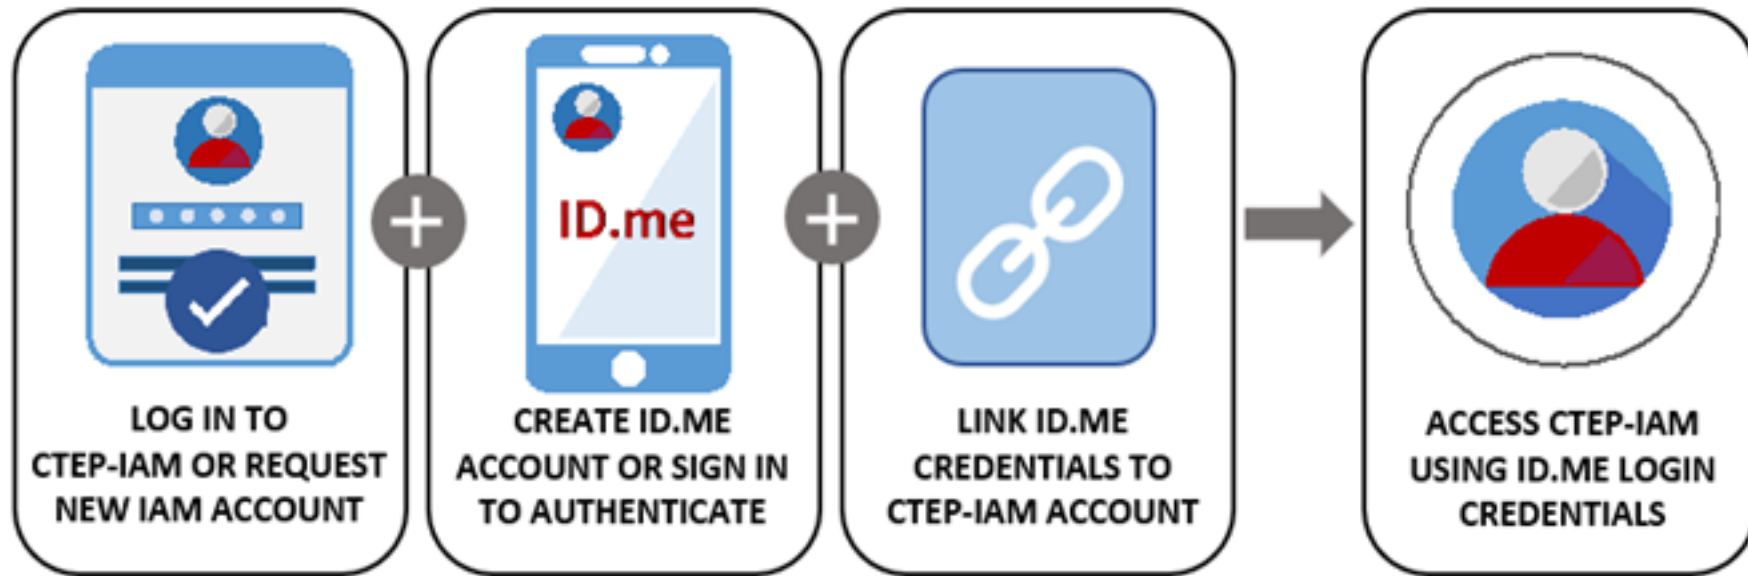 LOG IN TO
CTEP-IAM OR REQUEST
NEW IAM ACCOUNT
ID.me
CREATE ID.ME
ACCOUNT OR SIGN IN
TO AUTHENTICATE
LINK ID.ME
CREDENTIALS TO
CTEP-IAM ACCOUNT
ACCESS CTEP-IAM
USING ID.ME LOGIN
CREDENTIALS